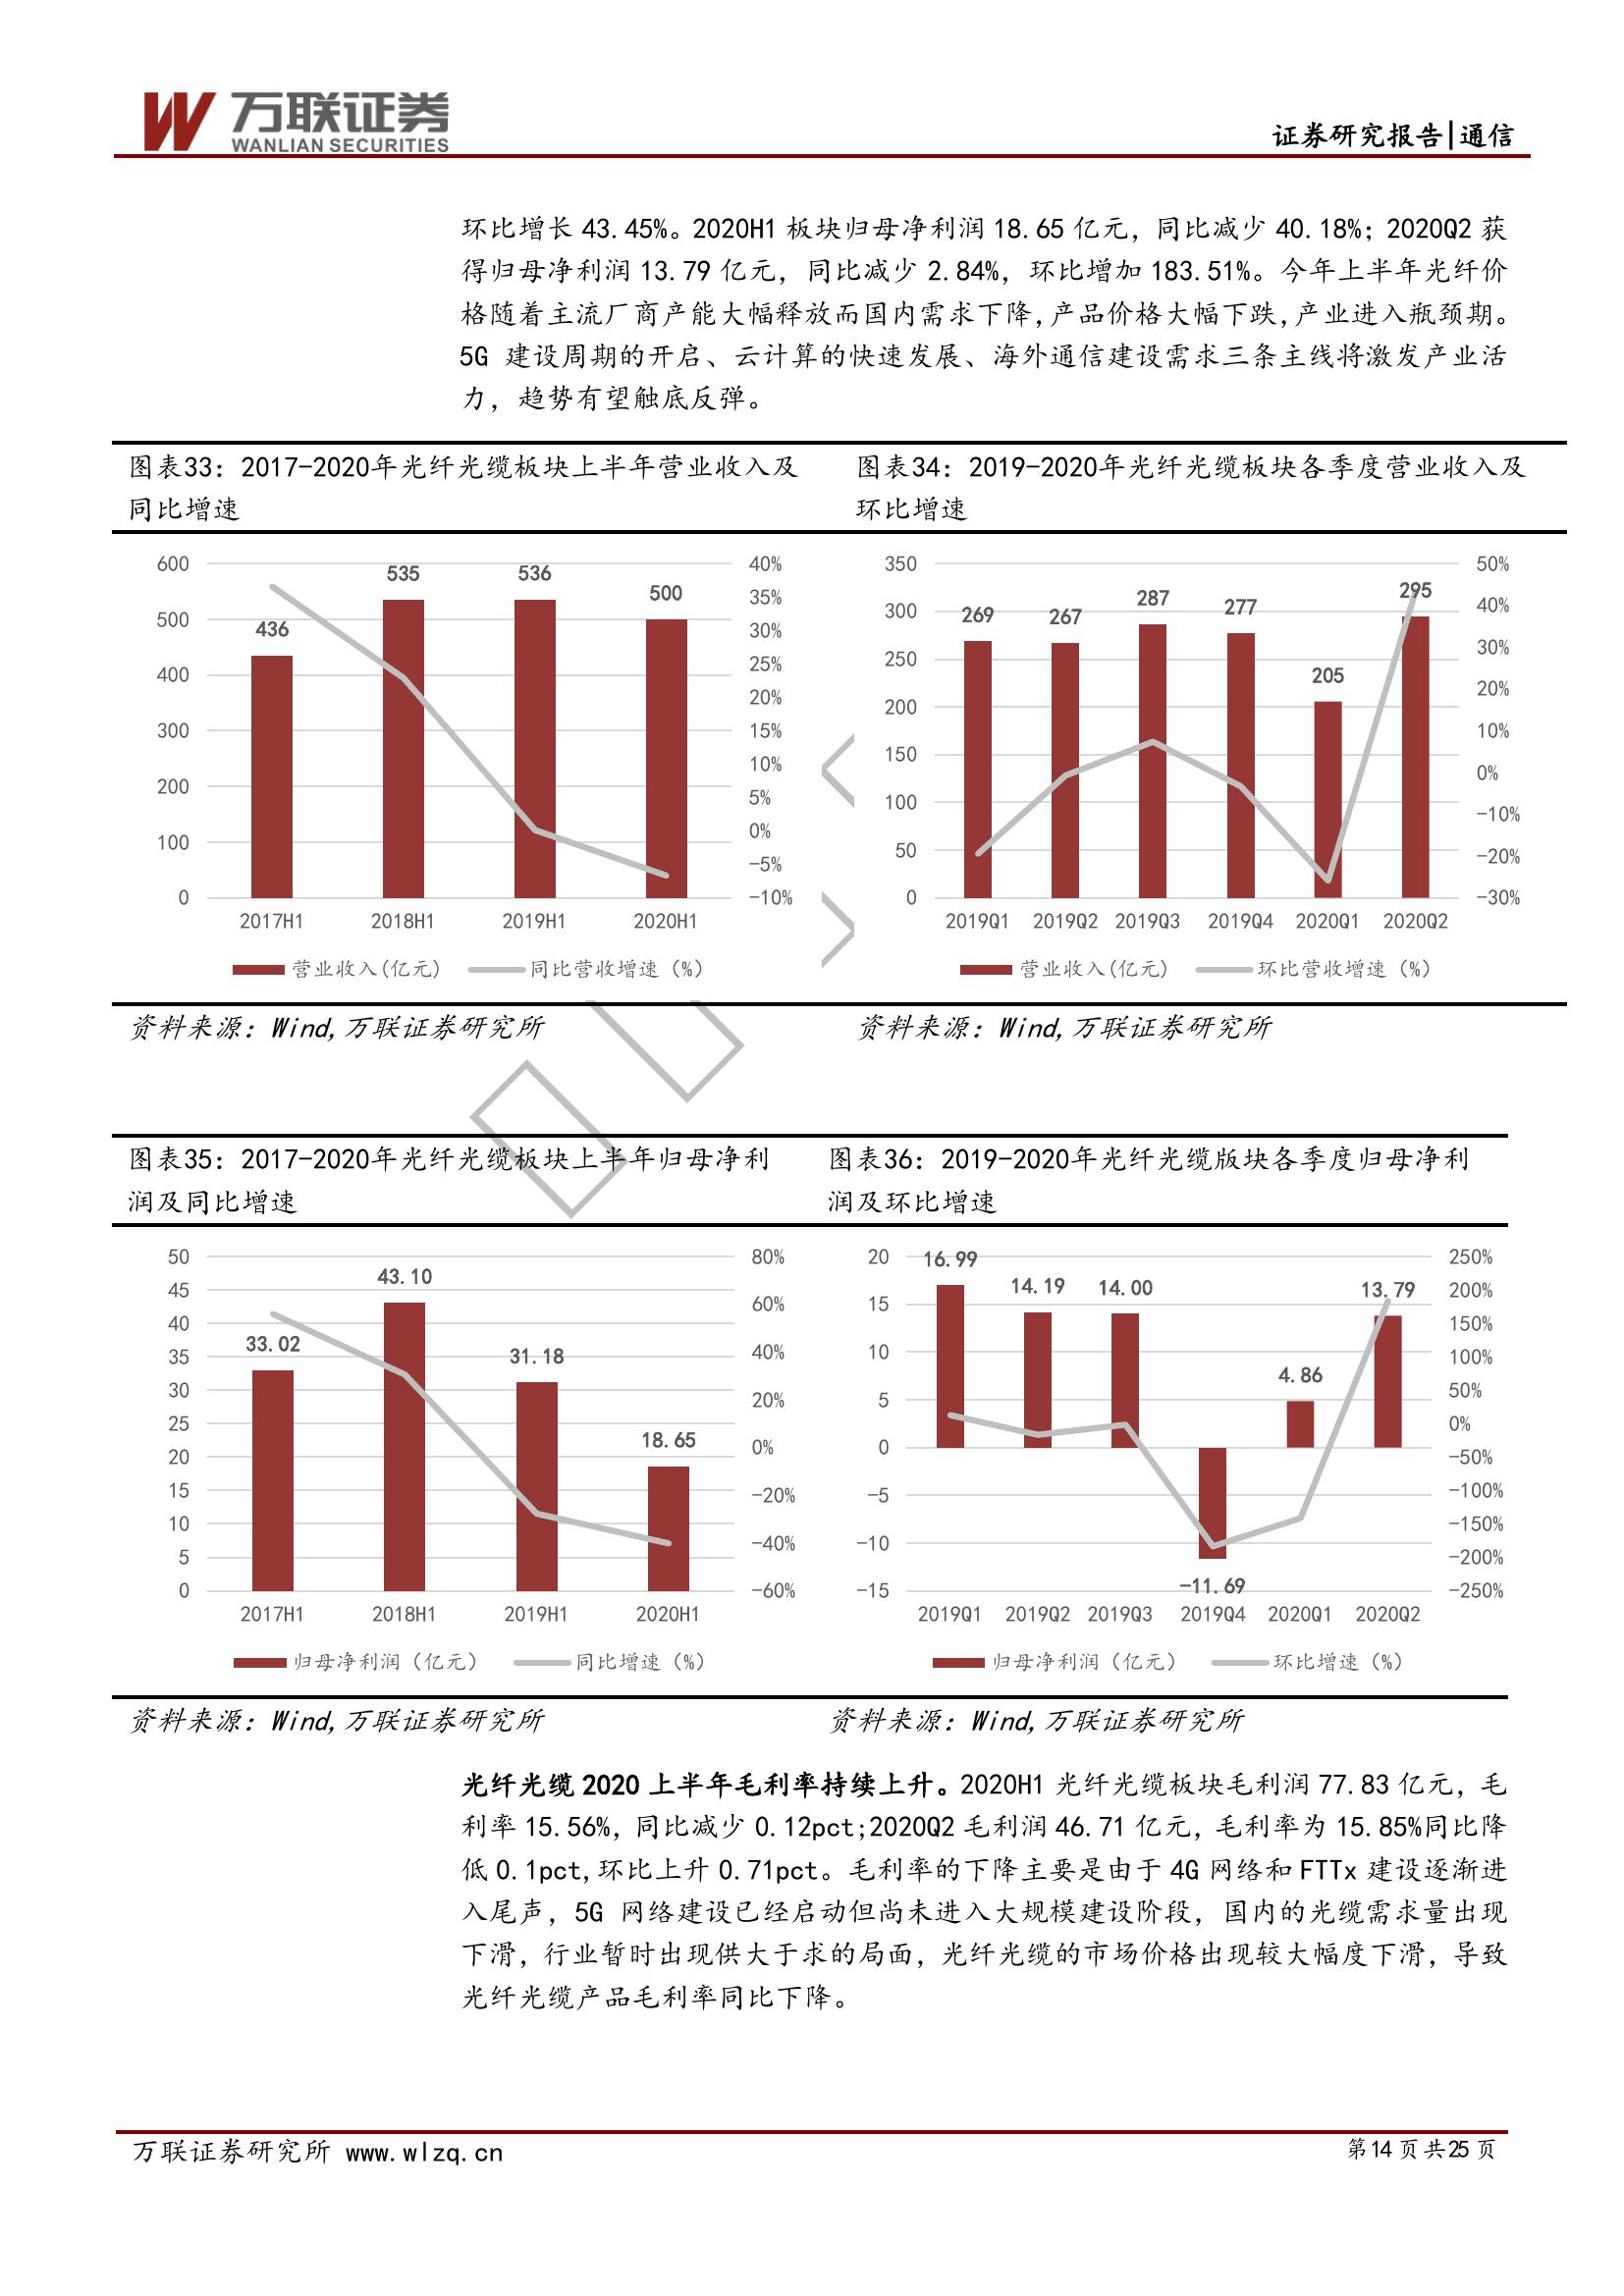 万联证券
WANLIAN SECURITIES
证券研究报告|通信
环比增长 43.45%。2020H1 板块归母净利润 18.65 亿元，同比减少 40.18%；2020Q2 获
得归母净利润 13.79 亿元，同比减少 2.84%，环比增加 183.51%。今年上半年光纤价
格随着主流厂商产能大幅释放而国内需求下降,产品价格大幅下跌,产业进入瓶颈期。
5G 建设周期的开启、云计算的快速发展、海外通信建设需求三条主线将激发产业活
力，趋势有望触底反弹。
图表33：2017-2020年光纤光缆板块上半年营业收入及
同比增速
图表34：2019-2020年光纤光缆板块各季度营业收入及
环比增速
600
500
400
300
200
100
0
436
535
536
500
40%
35%
30%
25%
20%
15%
10%
5%
0%
-5%
-10%
2017H1 2018H1 2019H1 2020H1
营业收入(亿元) 同比营收增速（%）
350
300
250
200
150
100
50
0
269
267
287
277
205
295
50%
40%
30%
20%
10%
0%
-10%
-20%
-30%
2019Q1 2019Q2 2019Q3 2019Q4 2020Q1 2020Q2
营业收入(亿元) 环比营收增速（%）
资料来源：Wind,万联证券研究所
资料来源：Wind,万联证券研究所
图表35：2017-2020年光纤光缆板块上半年归母净利
润及同比增速
图表36：2019-2020年光纤光缆版块各季度归母净利
润及环比增速
50
45
40
35
30
25
20
15
10
5
0
33.02
43.10
31.18
18.65
80%
60%
40%
20%
0%
-20%
-40%
-60%
2017H1 2018H1 2019H1 2020H1
归母净利润（亿元） 同比增速（%）
20
15
10
5
0
-5
-10
-15
16.99
14.19
14.00
-11.69
4.86
13.79
250%
200%
150%
100%
50%
0%
-50%
-100%
-150%
-200%
-250%
2019Q1 2019Q2 2019Q3 2019Q4 2020Q1 2020Q2
归母净利润（亿元） 环比增速（%）
资料来源：Wind,万联证券研究所
资料来源：Wind,万联证券研究所
光纤光缆 2020 上半年毛利率持续上升。2020H1 光纤光缆板块毛利润 77.83 亿元，毛
利率 15.56%，同比减少 0.12pct;2020Q2 毛利润 46.71 亿元，毛利率为 15.85%同比降
低 0.1pct,环比上升 0.71pct。毛利率的下降主要是由于 4G 网络和 FTTx 建设逐渐进
入尾声，5G 网络建设已经启动但尚未进入大规模建设阶段，国内的光缆需求量出现
下滑，行业暂时出现供大于求的局面，光纤光缆的市场价格出现较大幅度下滑，导致
光纤光缆产品毛利率同比下降。
万联证券研究所 www.wlzq.cn
第 14 页 共 25 页